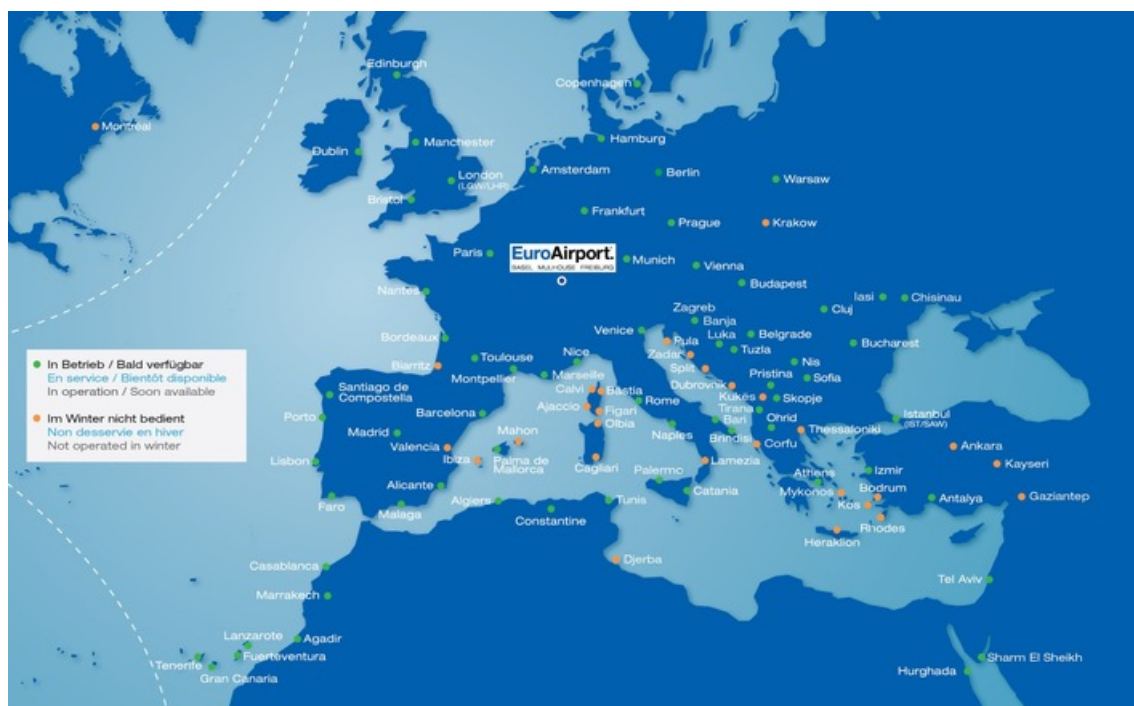 Edinburgh
Copenhagen
Montréal
Hamburg
Manchester
Dublin
Amsterdam
Berlin
London
(LGW/LHR)
Warsaw
Bristol
Frankfurt
Prague
Krakow
Paris
EuroAirport.
BASEL MULHOUSE FREIBURG
Munich
Vienna
Budapest
Nantes
Iasi
Chisinau
Cluj
Zagreb
Banja
Luka
Venice
Belgrade
Bordeaux
Pula
Tuzla
Bucharest
Toulouse
Nice
Zadar
Nis
Biarritz
Montpellier
Marseille
Split
Pristina
Sofia
In Betrieb / Bald verfügbar
En service / Bientôt disponible
In operation / Soon available
Im Winter nicht bedient
Non desservie en hiver
Not operated in winter
Santiago de
Compostella
Calvi
Bastia
Dubrovnik
Kukës
Skopje
Porto
Barcelona
Ajaccio
Figari
Rome
Tirana
Ohrid
Istanbul
(IST/SAW)
Olbia
Bari
Madrid
Mahon
Naples
Brindisi
Thessaloniki
Valencia
Corfu
Ankara
Lisbon
Ibiza
Palma de
Mallorca
Cagliari
Palermo
Lamezia
Athens
Izmir
Kayseri
Alicante
Catania
Mykonos
Bodrum
Faro
Malaga
Algiers
Tunis
Kos
Antalya
Gaziantep
Constantine
Rhodes
Heraklion
Djerba
Casablanca
Tel Aviv
Marrakech
Lanzarote
Agadir
Fuerteventura
Tenerife
Gran Canaria
Sharm El Sheikh
Hurghada